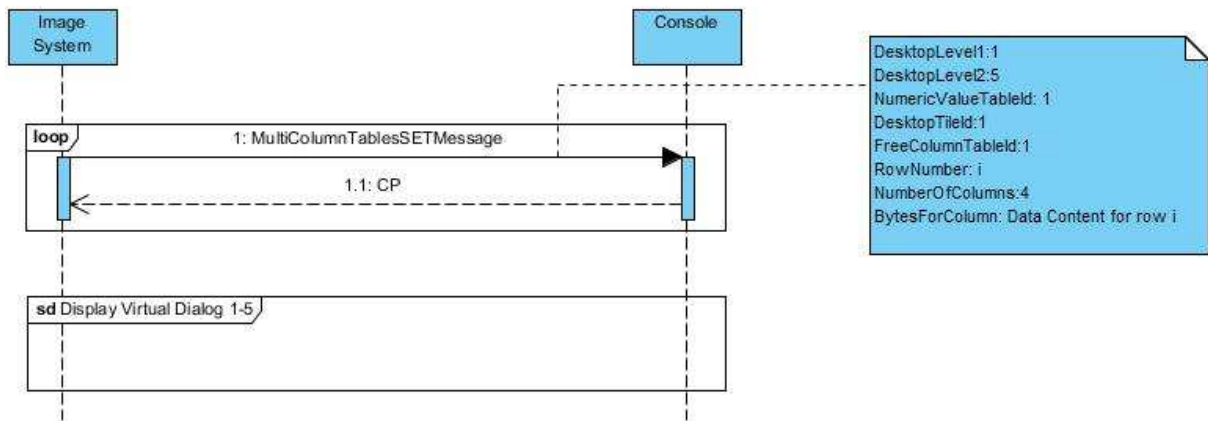 Image
System
Console
DesktopLevel1:1
DesktopLevel2:5
NumericValueTableId: 1
DesktopTileId:1
FreeColumnTableId:1
RowNumber: i
NumberOfColumns:4
BytesForColumn: Data Content for row i
loop
1: MultiColumnTablesSETMessage
1.1: CP
sd Display Virtual Dialog 1-5